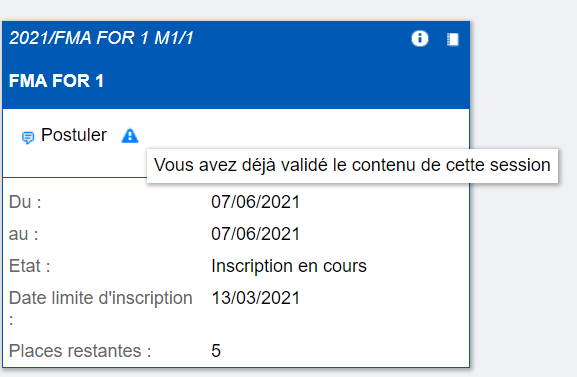 2021/FMA FOR 1 M1/1
FMA FOR 1
Postuler
Vous avez déjà validé le contenu de cette session
Du : 07/06/2021
au : 07/06/2021
Etat : Inscription en cours
Date limite d'inscription : 13/03/2021
Places restantes : 5